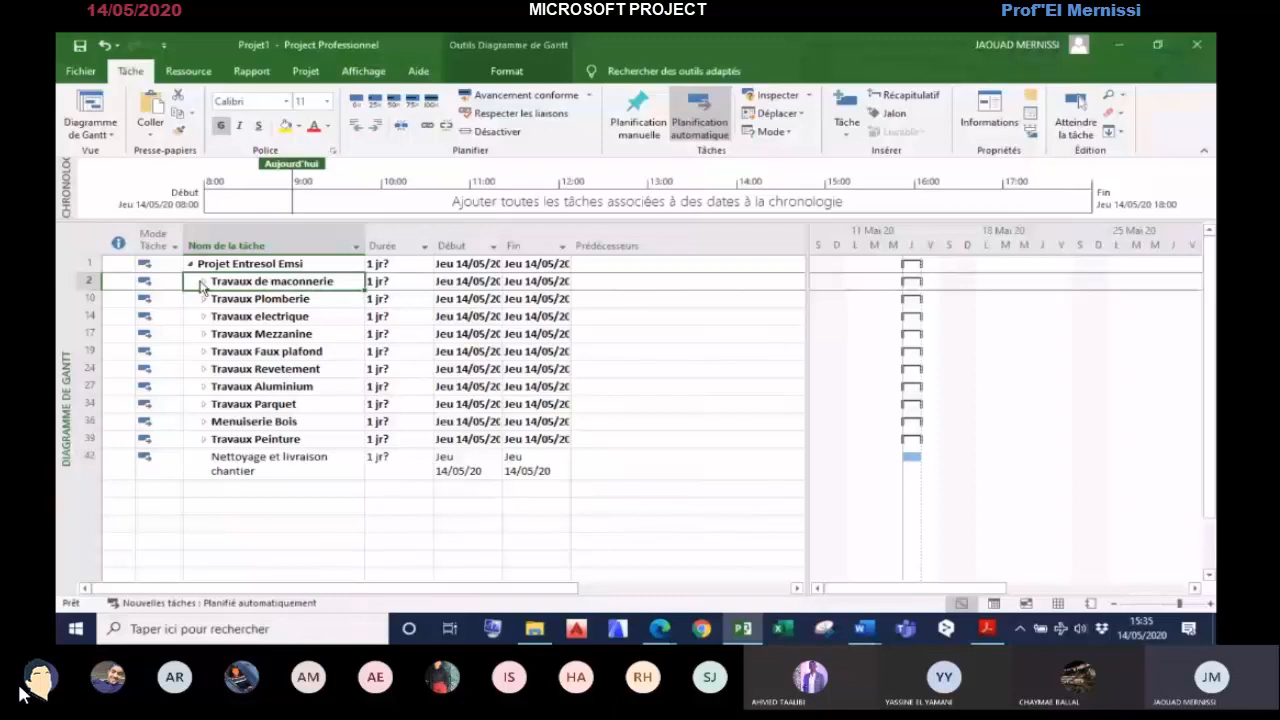 14/05/2020 MICROSOFT PROJECT Prof"El Mernissi
Projet1 - Project Professionnel Outils Diagramme de Gantt JAOUAD MERNISSI
Fichier Tâche Ressource Rapport Projet Affichage Aide Format Rechercher des outils adaptés
Calibri 11 Avancement conforme Inspecter Récapitulatif
Respecter les liaisons Déplacer Jalon
Diagramme de Gantt Coller G I S A Désactiver Planification manuelle Planification automatique Mode Tâche Livrable Informations Atteindre la tâche
Vue Presse-papiers Police Planifier Tâches Insérer Propriétés Édition
Aujourd'hui
CHRONOLOG
8:00 9:00 10:00 11:00 12:00 13:00 14:00 15:00 16:00 17:00
Début Fin
Jeu 14/05/20 08:00 Ajouter toutes les tâches associées à des dates à la chronologie Jeu 14/05/20 18:00
11 Mai 20 18 Mai 20 25 Mai 20
Mode Tâche Nom de la tâche Durée Début Fin Prédécesseurs S D L M M J V S D L M M J V S D L M M J V
DIAGRAMME DE GANTT
1 Projet Entresol Emsi 1 jr? Jeu 14/05/20 Jeu 14/05/20
2 Travaux de maconnerie 1 jr? Jeu 14/05/20 Jeu 14/05/20
10 Travaux Plomberie 1 jr? Jeu 14/05/20 Jeu 14/05/20
14 Travaux electrique 1 jr? Jeu 14/05/20 Jeu 14/05/20
17 Travaux Mezzanine 1 jr? Jeu 14/05/20 Jeu 14/05/20
19 Travaux Faux plafond 1 jr? Jeu 14/05/20 Jeu 14/05/20
24 Travaux Revetement 1 jr? Jeu 14/05/20 Jeu 14/05/20
27 Travaux Aluminium 1 jr? Jeu 14/05/20 Jeu 14/05/20
34 Travaux Parquet 1 jr? Jeu 14/05/20 Jeu 14/05/20
36 Menuiserie Bois 1 jr? Jeu 14/05/20 Jeu 14/05/20
39 Travaux Peinture 1 jr? Jeu 14/05/20 Jeu 14/05/20
42 Nettoyage et livraison 1 jr? Jeu Jeu
chantier 14/05/20 14/05/20
Prêt Nouvelles tâches : Planifié automatiquement
Taper ici pour rechercher 15:35
14/05/2020
AR AM AE IS HA RH SJ YY JM
AHMED TAALIBI YASSINE EL YAMANI CHAYMAE BALLAL JAOUAD MERNISSI